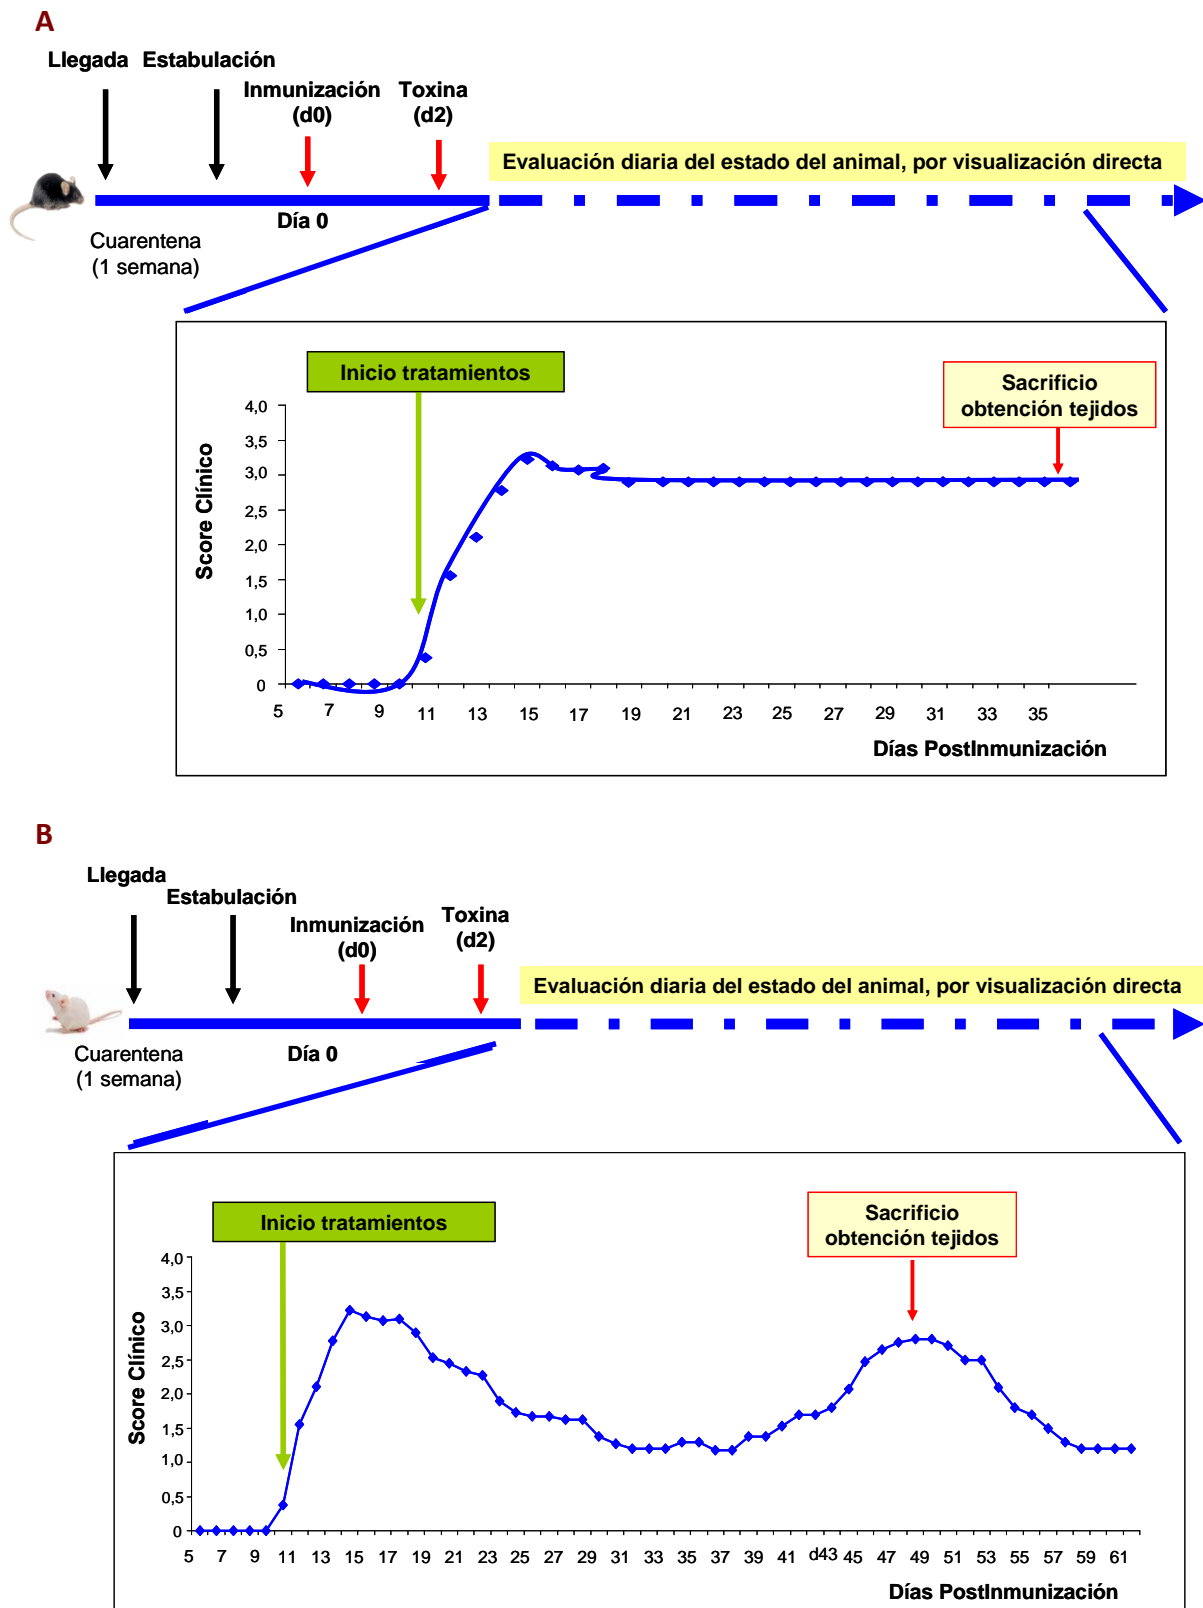 A
Llegada Estabulación
Inmunización Toxina
(d0) (d2)
Evaluación diaria del estado del animal, por visualización directa
Día 0
Cuarentena
(1 semana)
Inicio tratamientos
Sacrificio
obtención tejidos
Score Clínico
4,0
3,5
3,0
2,5
2,0
1,5
1,0
0,5
0
5 7 9 11 13 15 17 19 21 23 25 27 29 31 33 35
Días PostInmunización
B
Llegada
Estabulación
Inmunización Toxina
(d0) (d2)
Evaluación diaria del estado del animal, por visualización directa
Cuarentena Día 0
(1 semana)
Inicio tratamientos
Sacrificio
obtención tejidos
Score Clínico
4,0
3,5
3,0
2,5
2,0
1,5
1,0
0,5
0
5 7 9 11 13 15 17 19 21 23 25 27 29 31 33 35 37 39 41 d43 45 47 49 53 55 57 59 61
Días PostInmunización